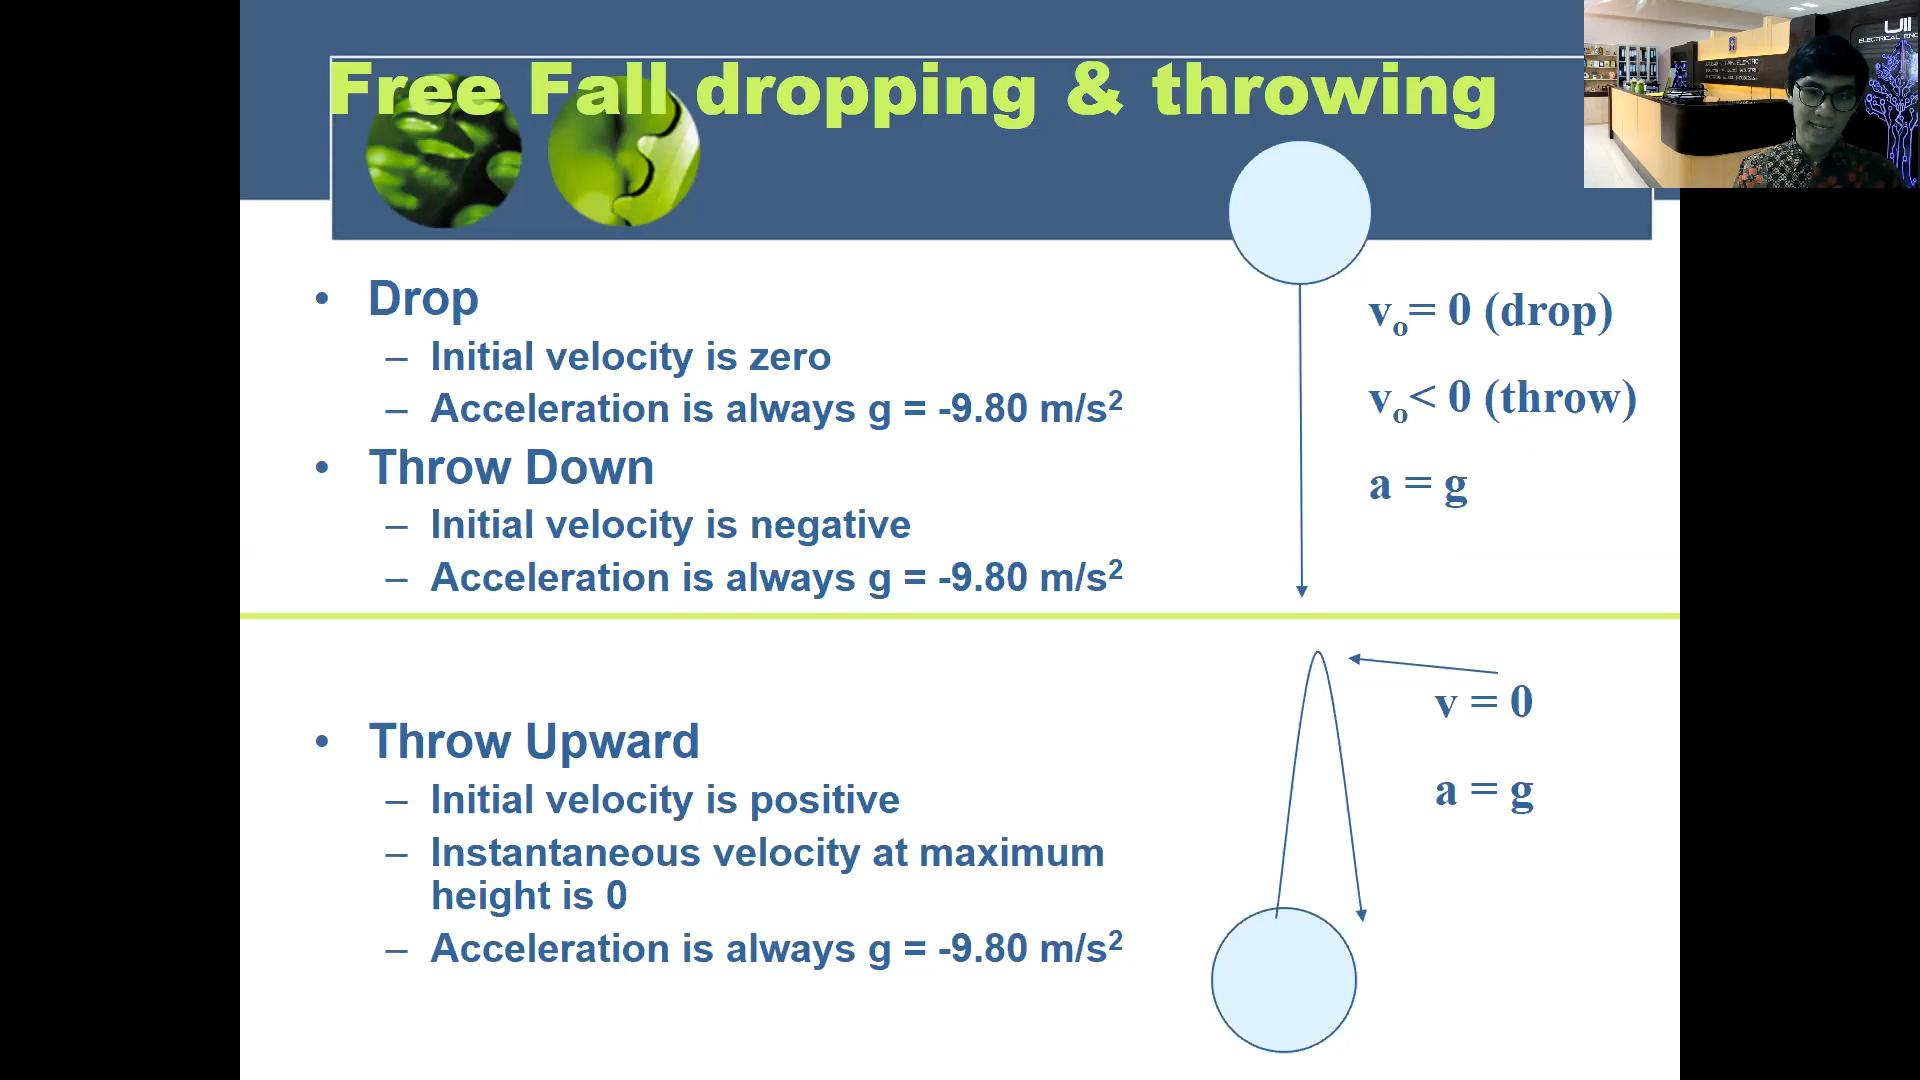 Free Fall dropping & throwing
UII
• Drop
– Initial velocity is zero
– Acceleration is always g = -9.80 m/s²
• Throw Down
– Initial velocity is negative
– Acceleration is always g = -9.80 m/s²
v₀= 0 (drop)
v₀< 0 (throw)
a = g
• Throw Upward
– Initial velocity is positive
– Instantaneous velocity at maximum
height is 0
– Acceleration is always g = -9.80 m/s²
v = 0
a = g